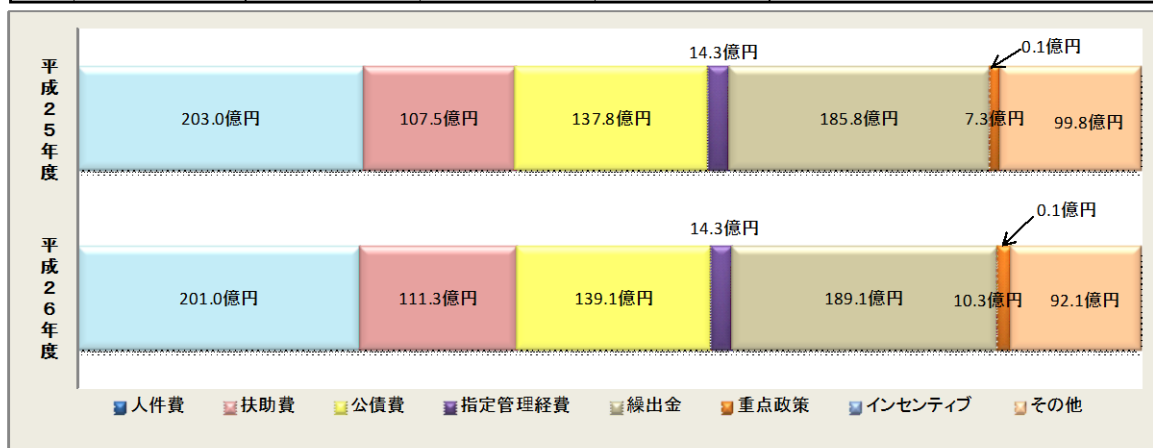 平成25年度
14.3億円
0.1億円
203.0億円
107.5億円
137.8億円
185.8億円
7.3億円
99.8億円
平成26年度
14.3億円
0.1億円
201.0億円
111.3億円
139.1億円
189.1億円
10.3億円
92.1億円
人件費 扶助費 公債費 指定管理経費 繰出金 重点政策 インセンティブ その他